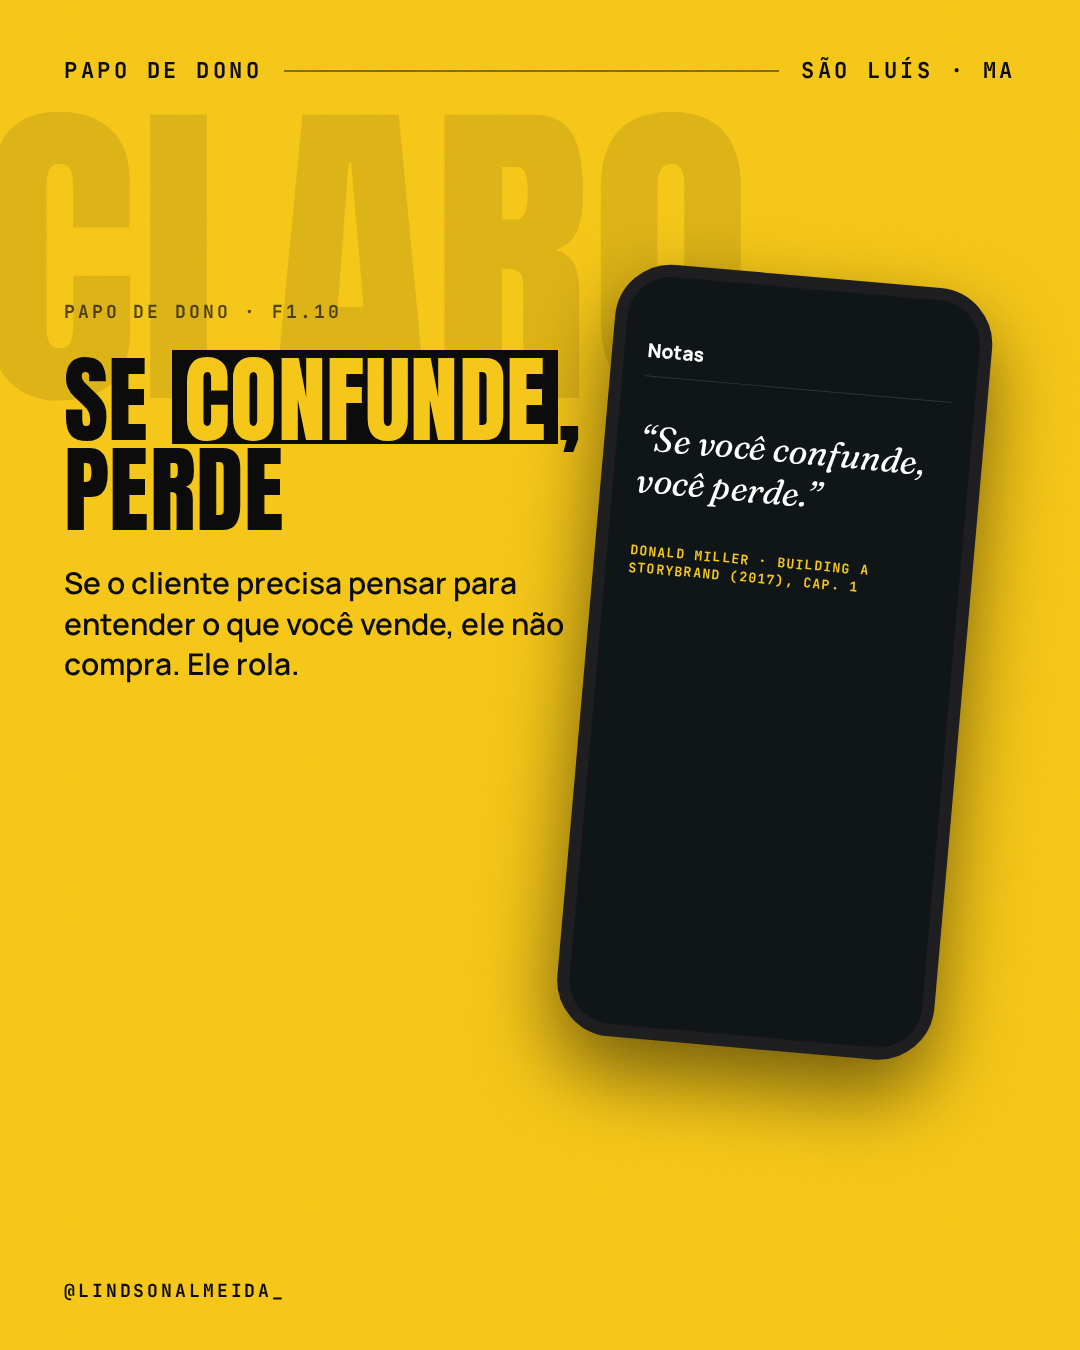 PAPO DE DONO
SÃO LUÍS · MA
CLARO
PAPO DE DONO · F1.10
SE CONFUNDE,
PERDE
Se o cliente precisa pensar para
entender o que você vende, ele não
compra. Ele rola.
Notas
“Se você confunde,
você perde.”
DONALD MILLER · BUILDING A
STORYBRAND (2017), CAP. 1
@LINDSONALMEIDA_